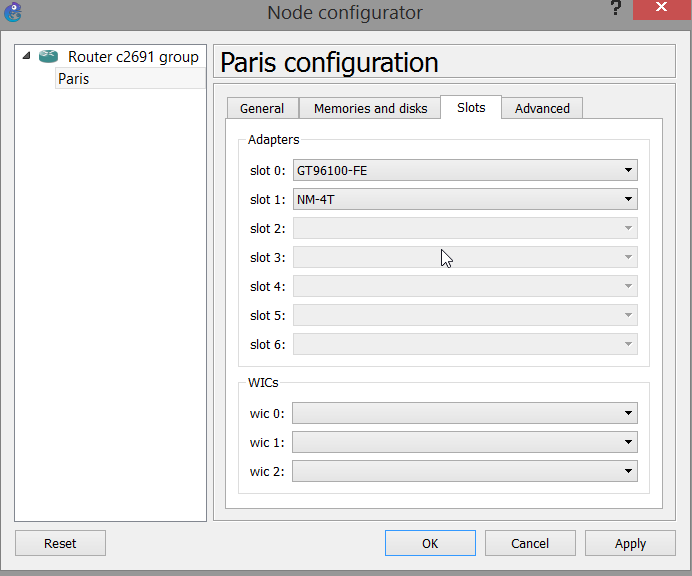 Node configurator
?
Router c2691 group
Paris
Paris configuration
General
Memories and disks
Slots
Advanced
Adapters
slot 0: GT96100-FE
slot 1: NM-4T
slot 2:
slot 3:
slot 4:
slot 5:
slot 6:
WICs
wic 0:
wic 1:
wic 2:
Reset
OK
Cancel
Apply